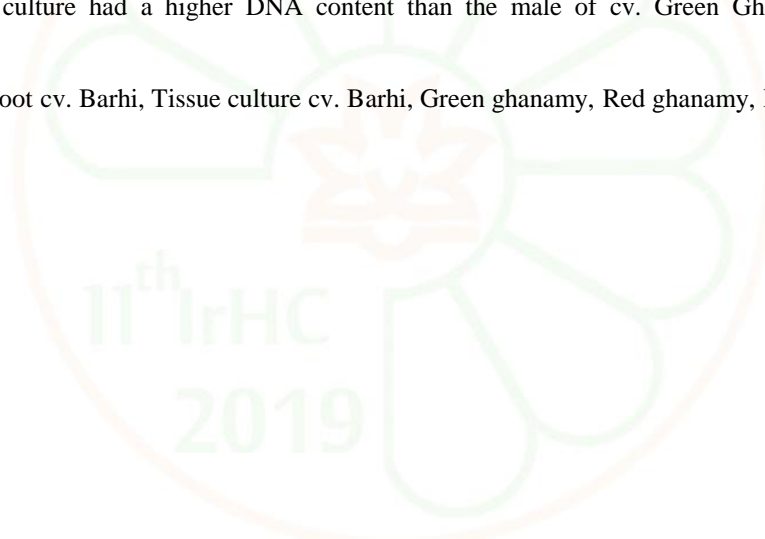 culture had a higher DNA content than the male of cv. Green Gh
oot cv. Barhi, Tissue culture cv. Barhi, Green ghanamy, Red ghanamy,
11th IrHC
2019